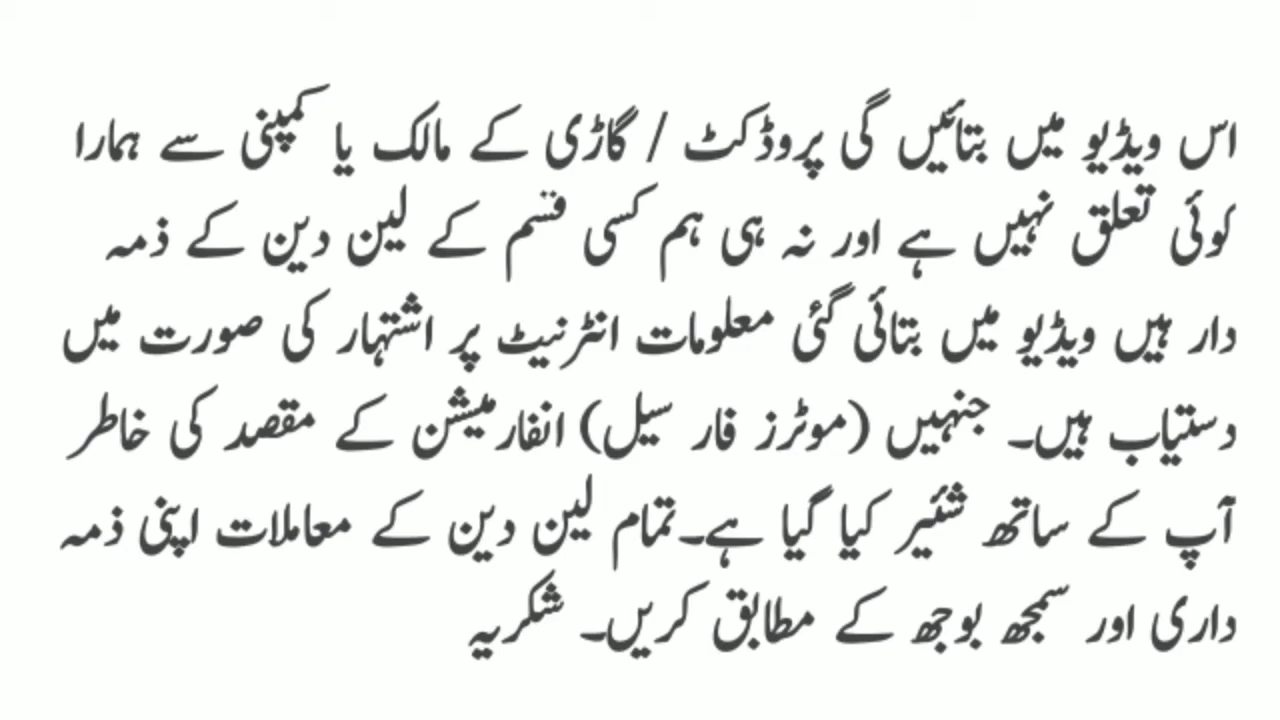 اس ویڈیو میں بتائیں گی پروڈکٹ / گاڑی کے مالک یا کمپنی سے ہمارا
کوئی تعلق نہیں ہے اور نہ ہی ہم کسی قسم کے لین دین کے ذمہ
دار ہیں ویڈیو میں بتائی گئی معلومات انٹرنیٹ پر اشتہار کی صورت میں
دستیاب ہیں۔ جنہیں (موٹرز فار سیل) انفارمیشن کے مقصد کی خاطر
آپ کے ساتھ شئیر کیا گیا ہے۔تمام لین دین کے معاملات اپنی ذمہ
داری اور سمجھ بوجھ کے مطابق کریں۔ شکریہ